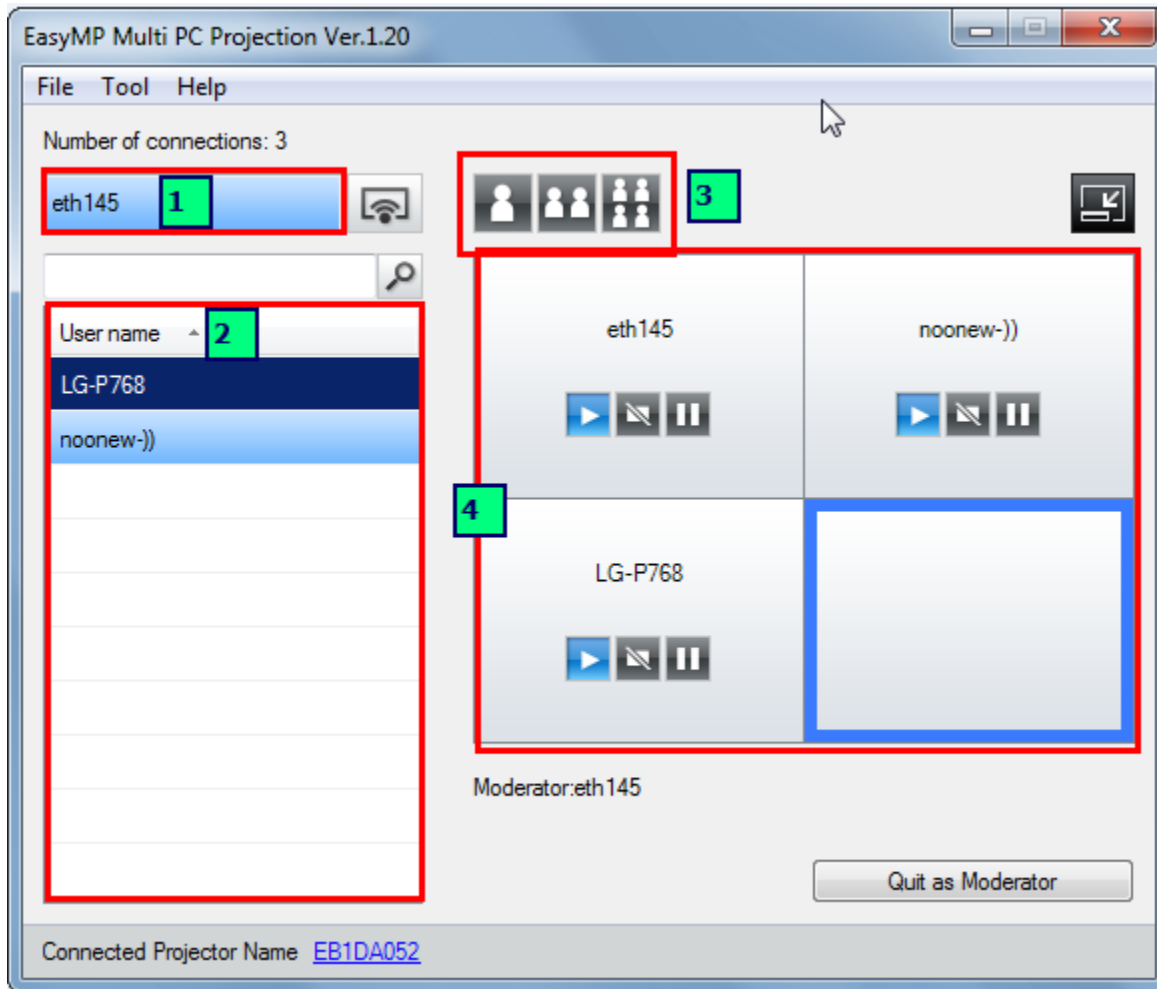 EasyMP Multi PC Projection Ver.1.20
File Tool Help
Number of connections: 3
eth145 1
3
User name 2
LG-P768
noonew-))
eth145 noonew-))
4
LG-P768
Moderator:eth145
Quit as Moderator
Connected Projector Name EB1DA052